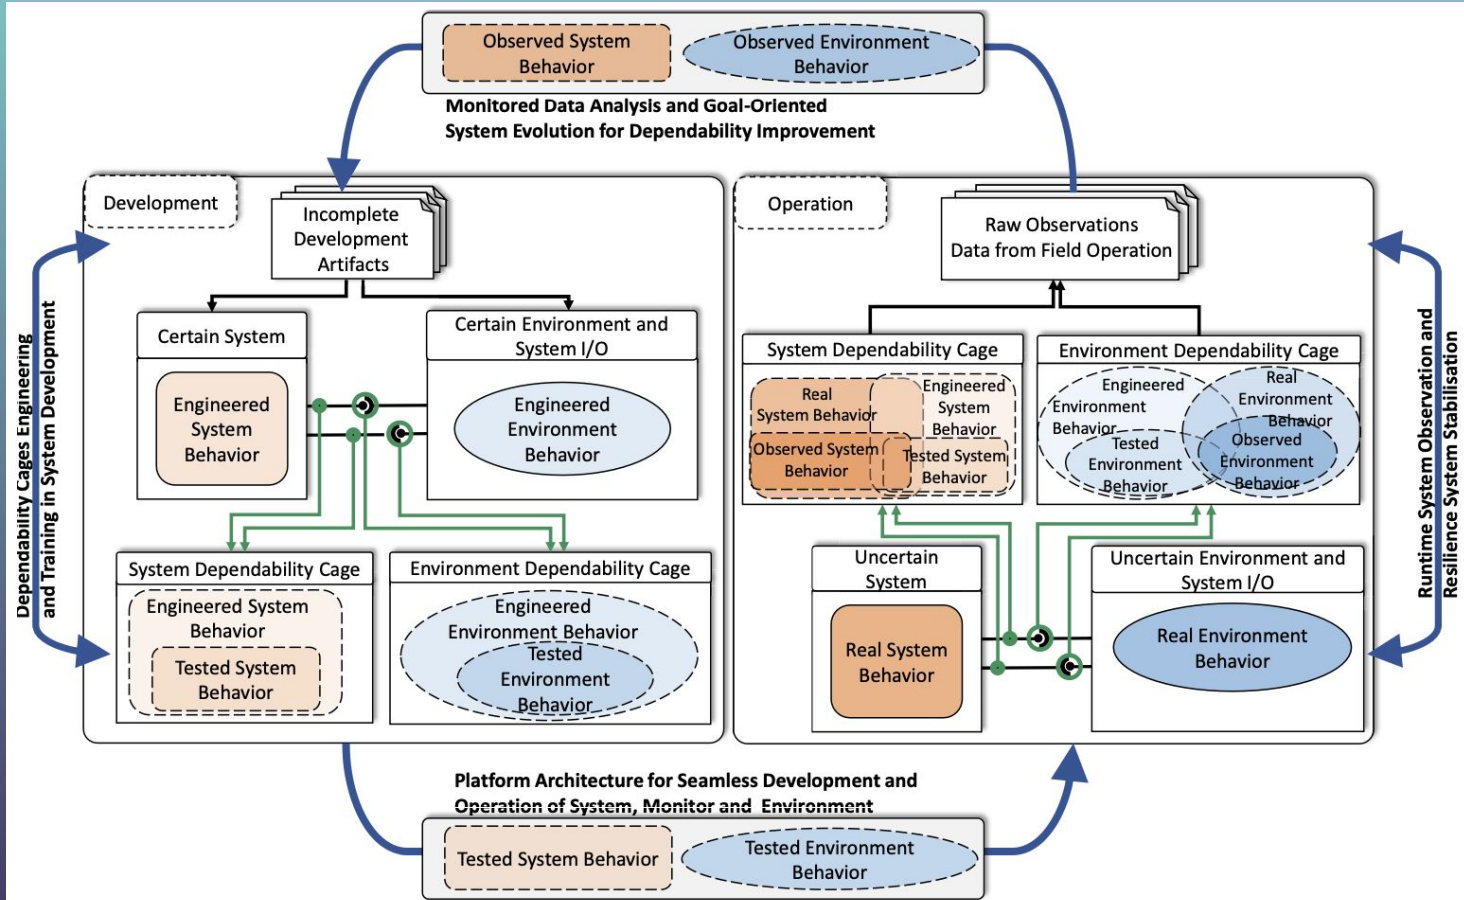 Observed System
Behavior
Observed Environment
Behavior
Monitored Data Analysis and Goal-Oriented
System Evolution for Dependability Improvement
Development
Incomplete
Development
Artifacts
Certain System
Engineered
System
Behavior
Certain Environment and
System I/O
Engineered
Environment
Behavior
System Dependability Cage
Engineered System
Behavior
Tested System
Behavior
Environment Dependability Cage
Engineered
Environment Behavior
Tested
Environment
Behavior
Dependability Cages Engineering
and Training in System Development
Operation
Raw Observations
Data from Field Operation
System Dependability Cage
Real
System Behavior
Engineered
System
Behavior
Observed System
Behavior
Tested System
Behavior
Environment Dependability Cage
Engineered
Environment
Behavior
Real
Environment
Behavior
Tested
Environment
Behavior
Observed
Environment
Behavior
Uncertain
System
Real System
Behavior
Uncertain Environment and
System I/O
Real Environment
Behavior
Runtime System Observation and
Resilience System Stabilisation
Platform Architecture for Seamless Development and
Operation of System, Monitor and Environment
Tested System Behavior
Tested Environment
Behavior